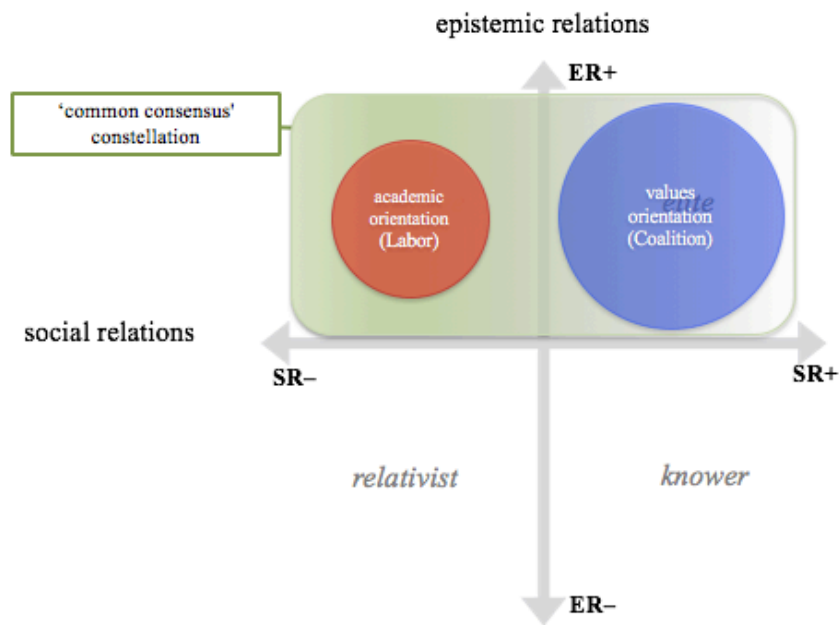 epistemic relations
ER+
‘common consensus'
constellation
academic
orientation
(Labor)
values
elite
orientation
(Coalition)
social relations
SR–
SR+
relativist
knower
ER–